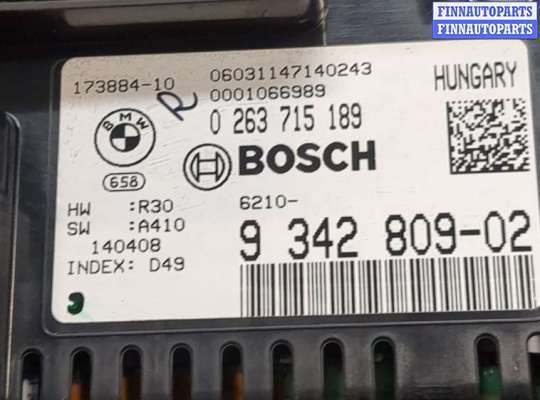 FINNAUTOPARTS
FINNAUTOPARTS
173884-10
06031147140243
0001066989
HUNGARY
R
0 263 715 189
BMW
BOSCH
658
HW :R30
SW :A410
140408
INDEX: D49
6210-
9 342 809-02